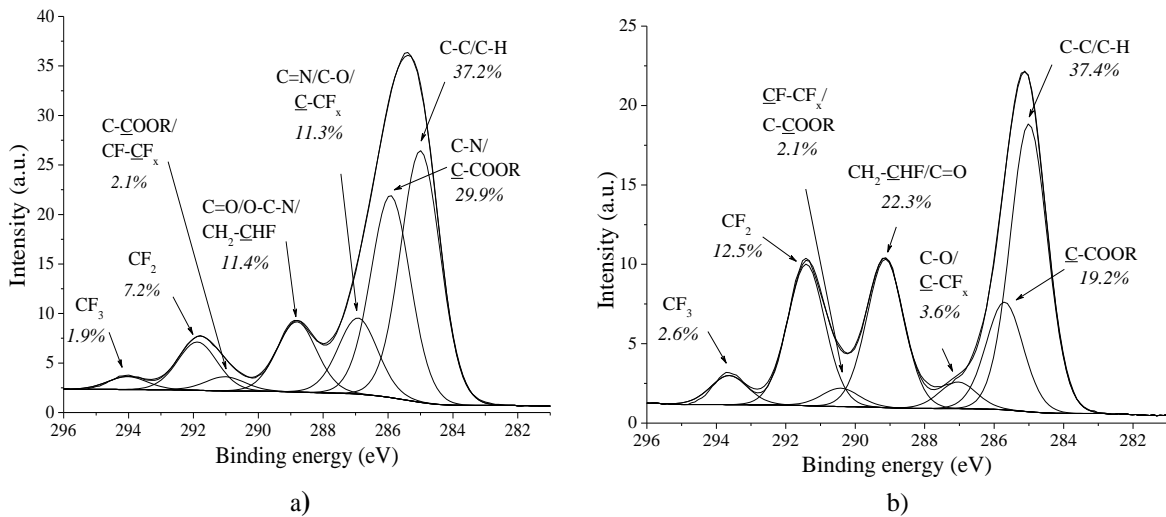 40
35
30
25
20
15
10
5
0
Intensity (a.u.)
296 294 292 290 288 286 284 282
Binding energy (eV)
CF3
1.9%
CF2
7.2%
C-COOR/
CF-CFx
2.1%
C=O/O-C-N/
CH2-CHF
11.4%
C=N/C-O/
C-CFx
11.3%
C-C/C-H
37.2%
C-N/
C-COOR
29.9%
a)
25
20
15
10
5
0
Intensity (a.u.)
296 294 292 290 288 286 284 282
Binding energy (eV)
CF3
2.6%
CF2
12.5%
CF-CFx/
C-COOR
2.1%
CH2-CHF/C=O
22.3%
C-O/
C-CFx
3.6%
C-C/C-H
37.4%
C-COOR
19.2%
b)